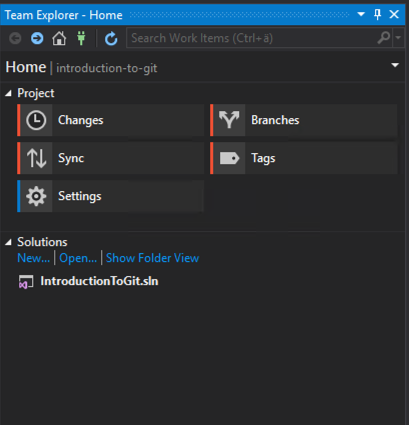 Team Explorer - Home
Search Work Items (Ctrl+ä)
Home | introduction-to-git
Project
Changes
Branches
Sync
Tags
Settings
Solutions
New... | Open... | Show Folder View
IntroductionToGit.sln